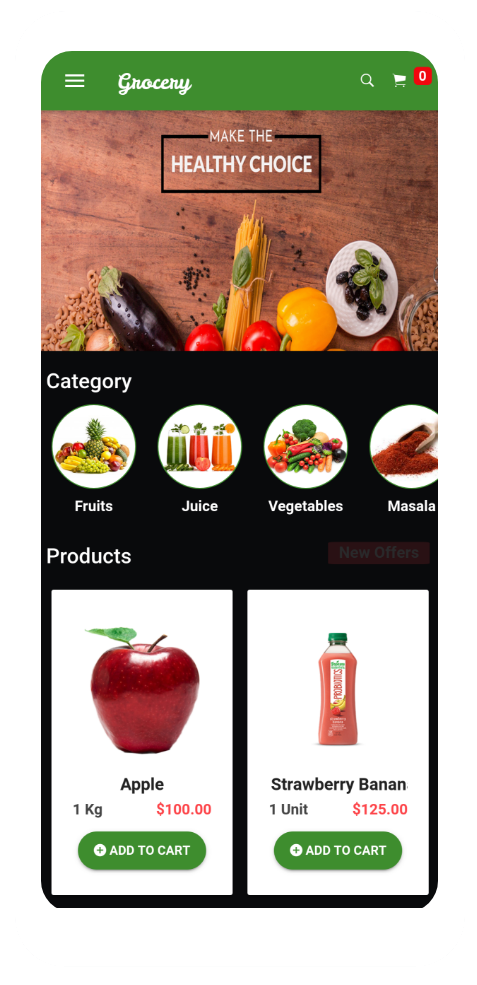 Grocery
0
MAKE THE
HEALTHY CHOICE
Category
Fruits
Juice
Vegetables
Masala
Products
New Offers
PROBIOTICS
Apple
Strawberry Banan
1 Kg
$100.00
1 Unit
$125.00
ADD TO CART
ADD TO CART